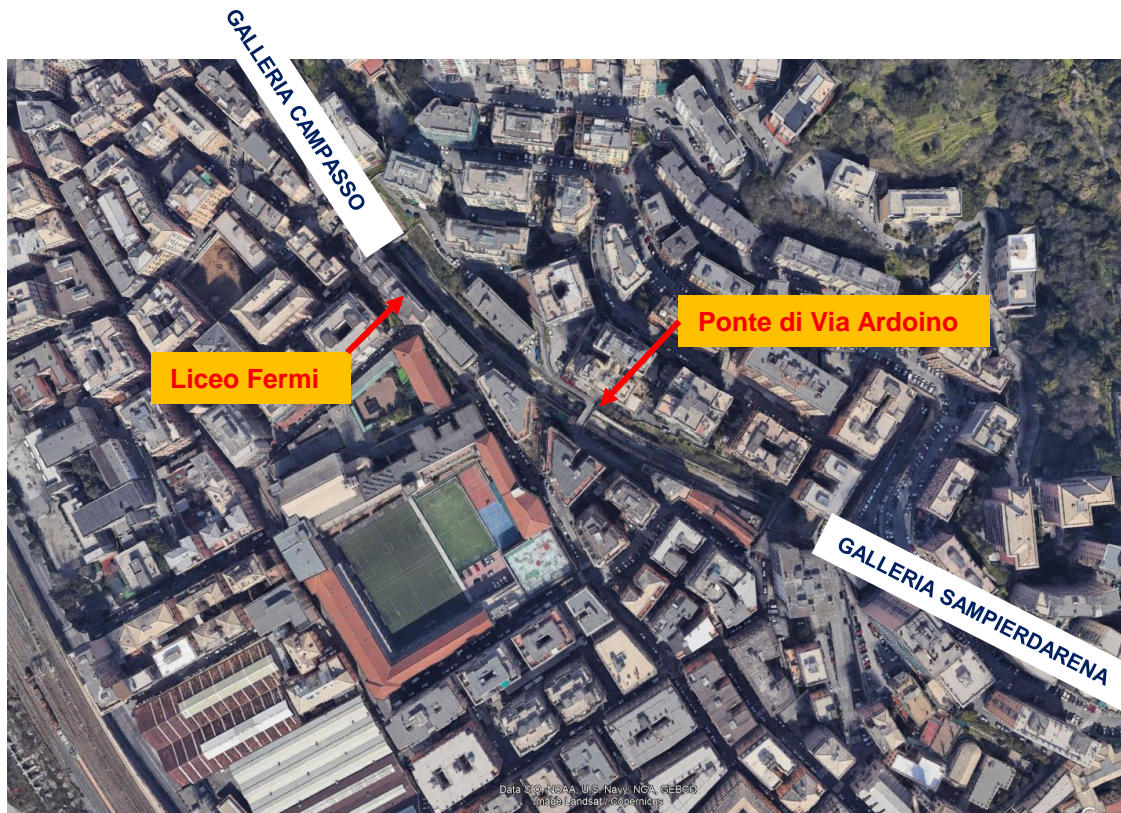 GALLERIA CAMPASSO
Ponte di Via Ardoino
Liceo Fermi
GALLERIA SAMPIERDARENA
Data SIO, NOAA, U.S. Navy, NGA, GEBCO
Image Landsat / Copernicus